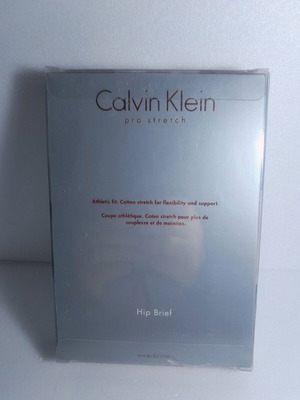 Calvin Klein
pro stretch
Athletic fit. Cotton stretch for flexibility and support.
Coupe athlétique. Coton stretch pour plus de
souplesse et de maintien.
Hip Brief